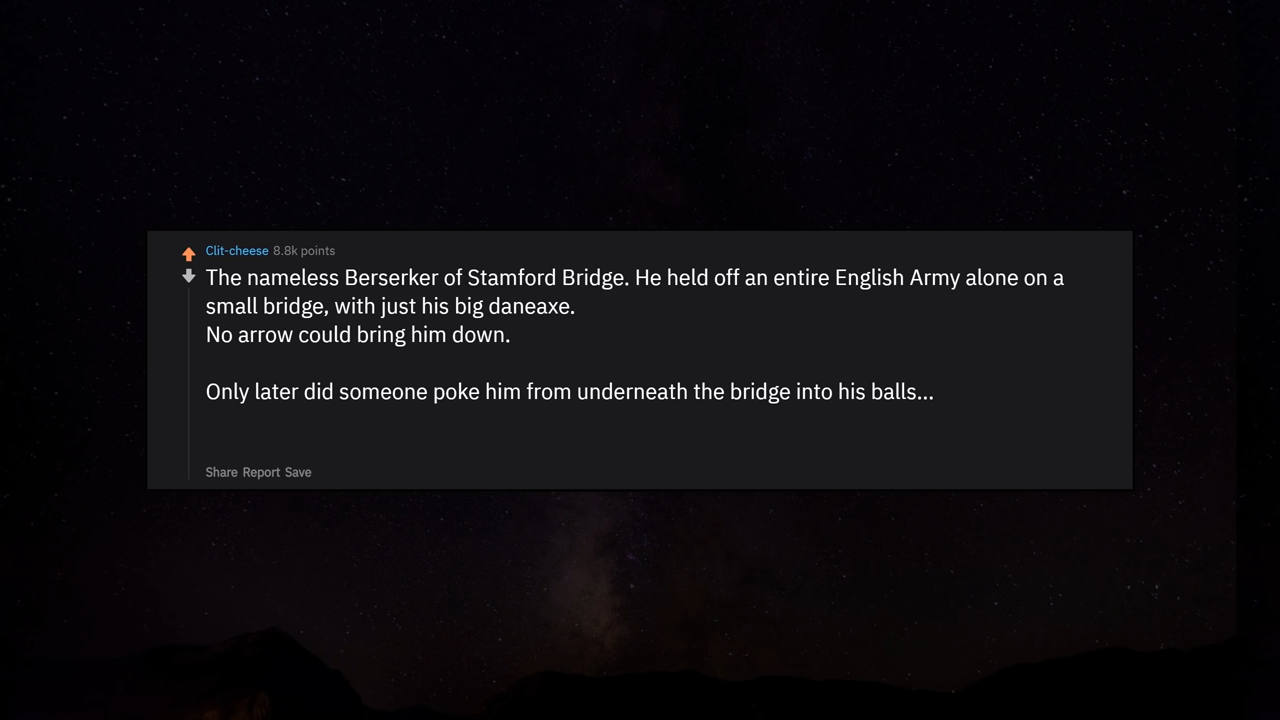 Clit-cheese 8.8k points
The nameless Berserker of Stamford Bridge. He held off an entire English Army alone on a
small bridge, with just his big daneaxe.
No arrow could bring him down.
Only later did someone poke him from underneath the bridge into his balls...
Share Report Save